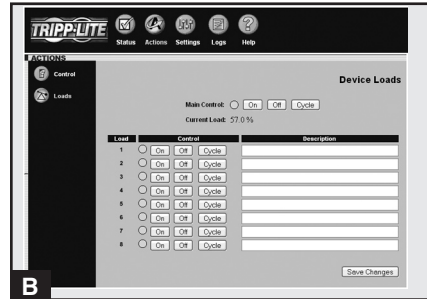 TRIPP·LITE
Status Actions Settings Logs Help
ACTIONS
Control
Loads
Device Loads
Main Control: On Off Cycle
Current Load: 57.0 %
Load Control Description
1 On Off Cycle
2 On Off Cycle
3 On Off Cycle
4 On Off Cycle
5 On Off Cycle
6 On Off Cycle
7 On Off Cycle
8 On Off Cycle
Save Changes
B